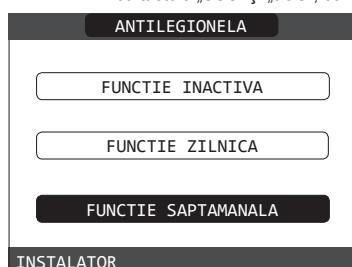 ANTILEGIONELA
FUNCTIE INACTIVA
FUNCTIE ZILNICA
FUNCTIE SAPTAMANALA
INSTALATOR